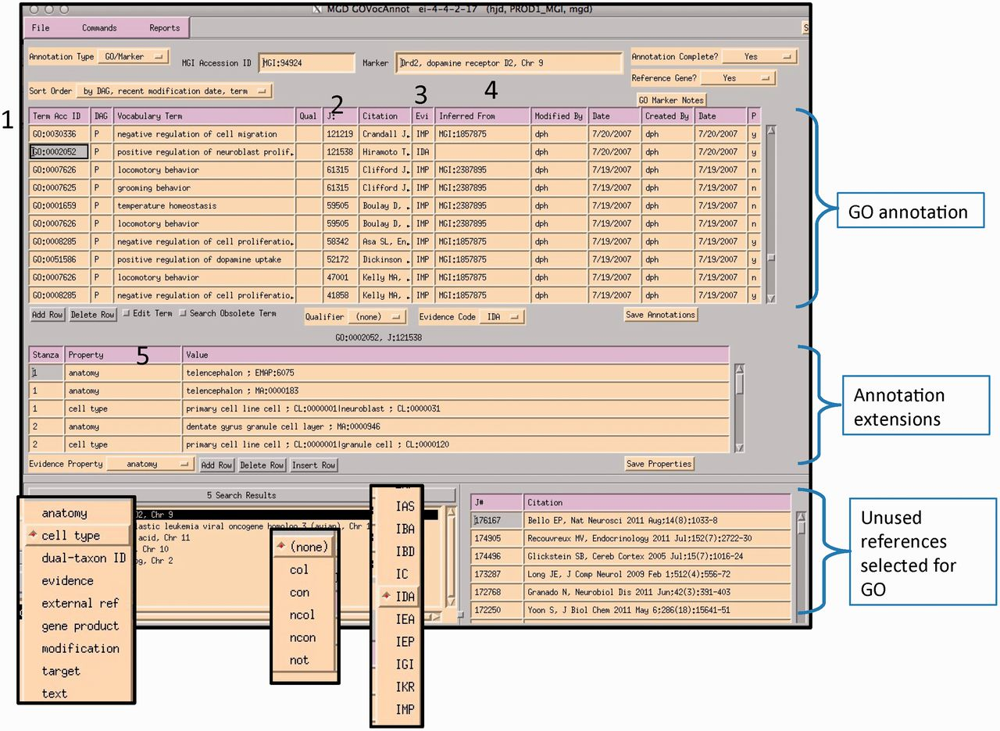 MGD GOVocAnnot ei-4-4-2-17 (hjd, PROD1_MGI, mgd)
File Commands Reports
S
Annotation Type GO/Marker MGI Accession ID MGI:94924 Marker Drd2, dopamine receptor D2, Chr 9 Annotation Complete? Yes
Reference Gene? Yes
Sort Order by DAG, recent modification date, term
GO Marker Notes
1 2 3 4
Term Acc ID DAG Vocabulary Term Qual J: Citation Evi Inferred From Modified By Date Created By Date P
GO:0030336 P negative regulation of cell migration 121219 Crandall J. IMP MGI:1857875 dph 7/20/2007 dph 7/20/2007 y
GO:0002052 P positive regulation of neuroblast prolif. 121538 Hiramoto T. IDA dph 7/20/2007 dph 7/20/2007 y
GO:0007626 P locomotory behavior 61315 Clifford J. IMP MGI:2387895 dph 7/19/2007 dph 7/19/2007 n
GO:0007625 P grooming behavior 61315 Clifford J. IMP MGI:2387895 dph 7/19/2007 dph 7/19/2007 n
GO:0001659 P temperature homeostasis 59505 Boulay D, . IMP MGI:2387895 dph 7/19/2007 dph 7/19/2007 n
GO:0007626 P locomotory behavior 59505 Boulay D, . IMP MGI:2387895 dph 7/19/2007 dph 7/19/2007 n
GO:0008285 P negative regulation of cell proliferatio. 58342 Asa SL, En. IMP MGI:1857875 dph 7/19/2007 dph 7/19/2007 y
GO:0051586 P positive regulation of dopamine uptake 52172 Dickinson . IMP MGI:1857875 dph 7/19/2007 dph 7/19/2007 y
GO:0007626 P locomotory behavior 47001 Kelly MA, . IMP MGI:1857875 dph 7/19/2007 dph 7/19/2007 n
GO:0008285 P negative regulation of cell proliferatio. 41858 Kelly MA, . IMP MGI:1857875 dph 7/19/2007 dph 7/19/2007 y
GO annotation
Add Row Delete Row Edit Term Search Obsolete Term Qualifier (none) Evidence Code IDA Save Annotations
GO:0002052, J:121538
5
Stanza Property Value
1 anatomy telencephalon ; EMAP:6075
1 anatomy telencephalon ; MA:0000183
1 cell type primary cell line cell ; CL:0000001|neuroblast ; CL:0000031
2 anatomy dentate gyrus granule cell layer ; MA:0000946
2 cell type primary cell line cell ; CL:0000001|granule cell ; CL:0000120
Annotation
extensions
Evidence Property anatomy Add Row Delete Row Insert Row Save Properties
5 Search Results
D2, Chr 9
lastic leukemia viral oncogene homolog 3 (avian), Chr 1
acid, Chr 11
, Chr 10
og, Chr 2
anatomy
cell type
dual-taxon ID
evidence
external ref
gene product
modification
target
text
(none)
col
con
ncol
ncon
not
IAS
IBA
IBD
IC
IDA
IEA
IEP
IGI
IKR
IMP
J# Citation
176167 Bello EP, Nat Neurosci 2011 Aug;14(8):1033-8
174905 Recouvreux MV, Endocrinology 2011 Jul;152(7):2722-30
174496 Glickstein SB, Cereb Cortex 2005 Jul;15(7):1016-24
173287 Long JE, J Comp Neurol 2009 Feb 1;512(4):556-72
172768 Granado N, Neurobiol Dis 2011 Jun;42(3):391-403
172250 Yoon S, J Biol Chem 2011 May 6;286(18):15641-51
Unused
references
selected for
GO